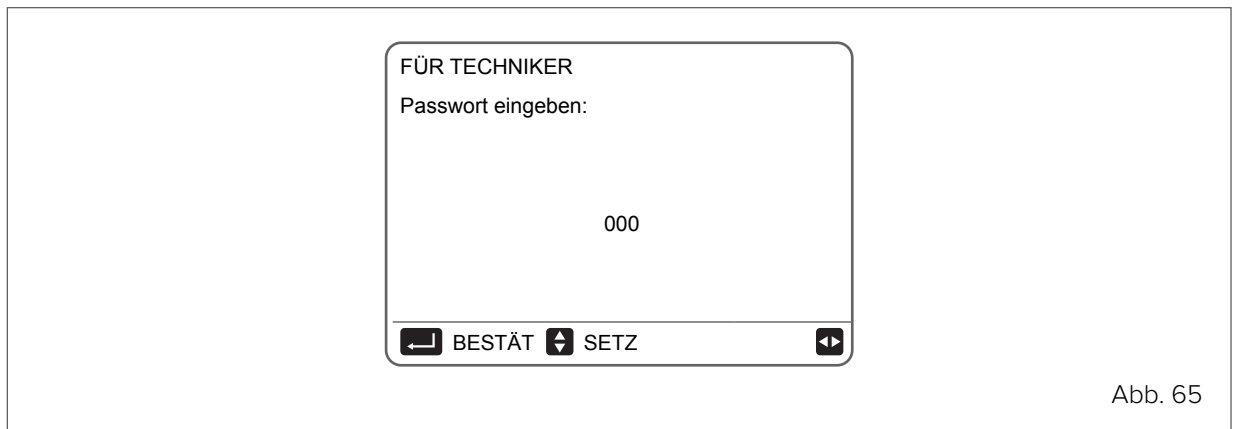 FÜR TECHNIKER
Passwort eingeben:
000
BESTÄT SETZ
Abb. 65